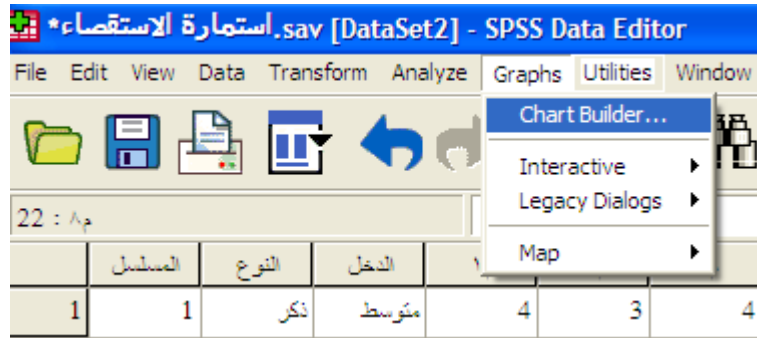 *استمارة الاستقصاء.sav [DataSet2] - SPSS Data Editor
File Edit View Data Transform Analyze Graphs Utilities Window
Chart Builder...
Interactive
Legacy Dialogs
Map
22 : م٨
المسلسل النوع الدخل
1 1 ذكر متوسط 4 3 4